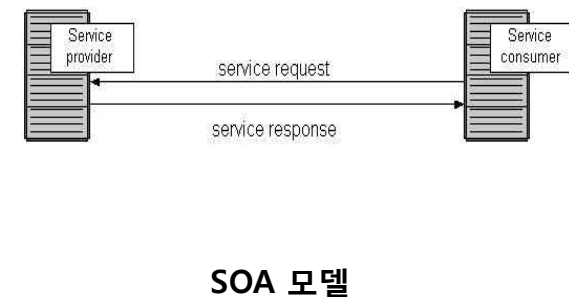 Service
provider
Service
consumer
service request
service response
SOA 모델